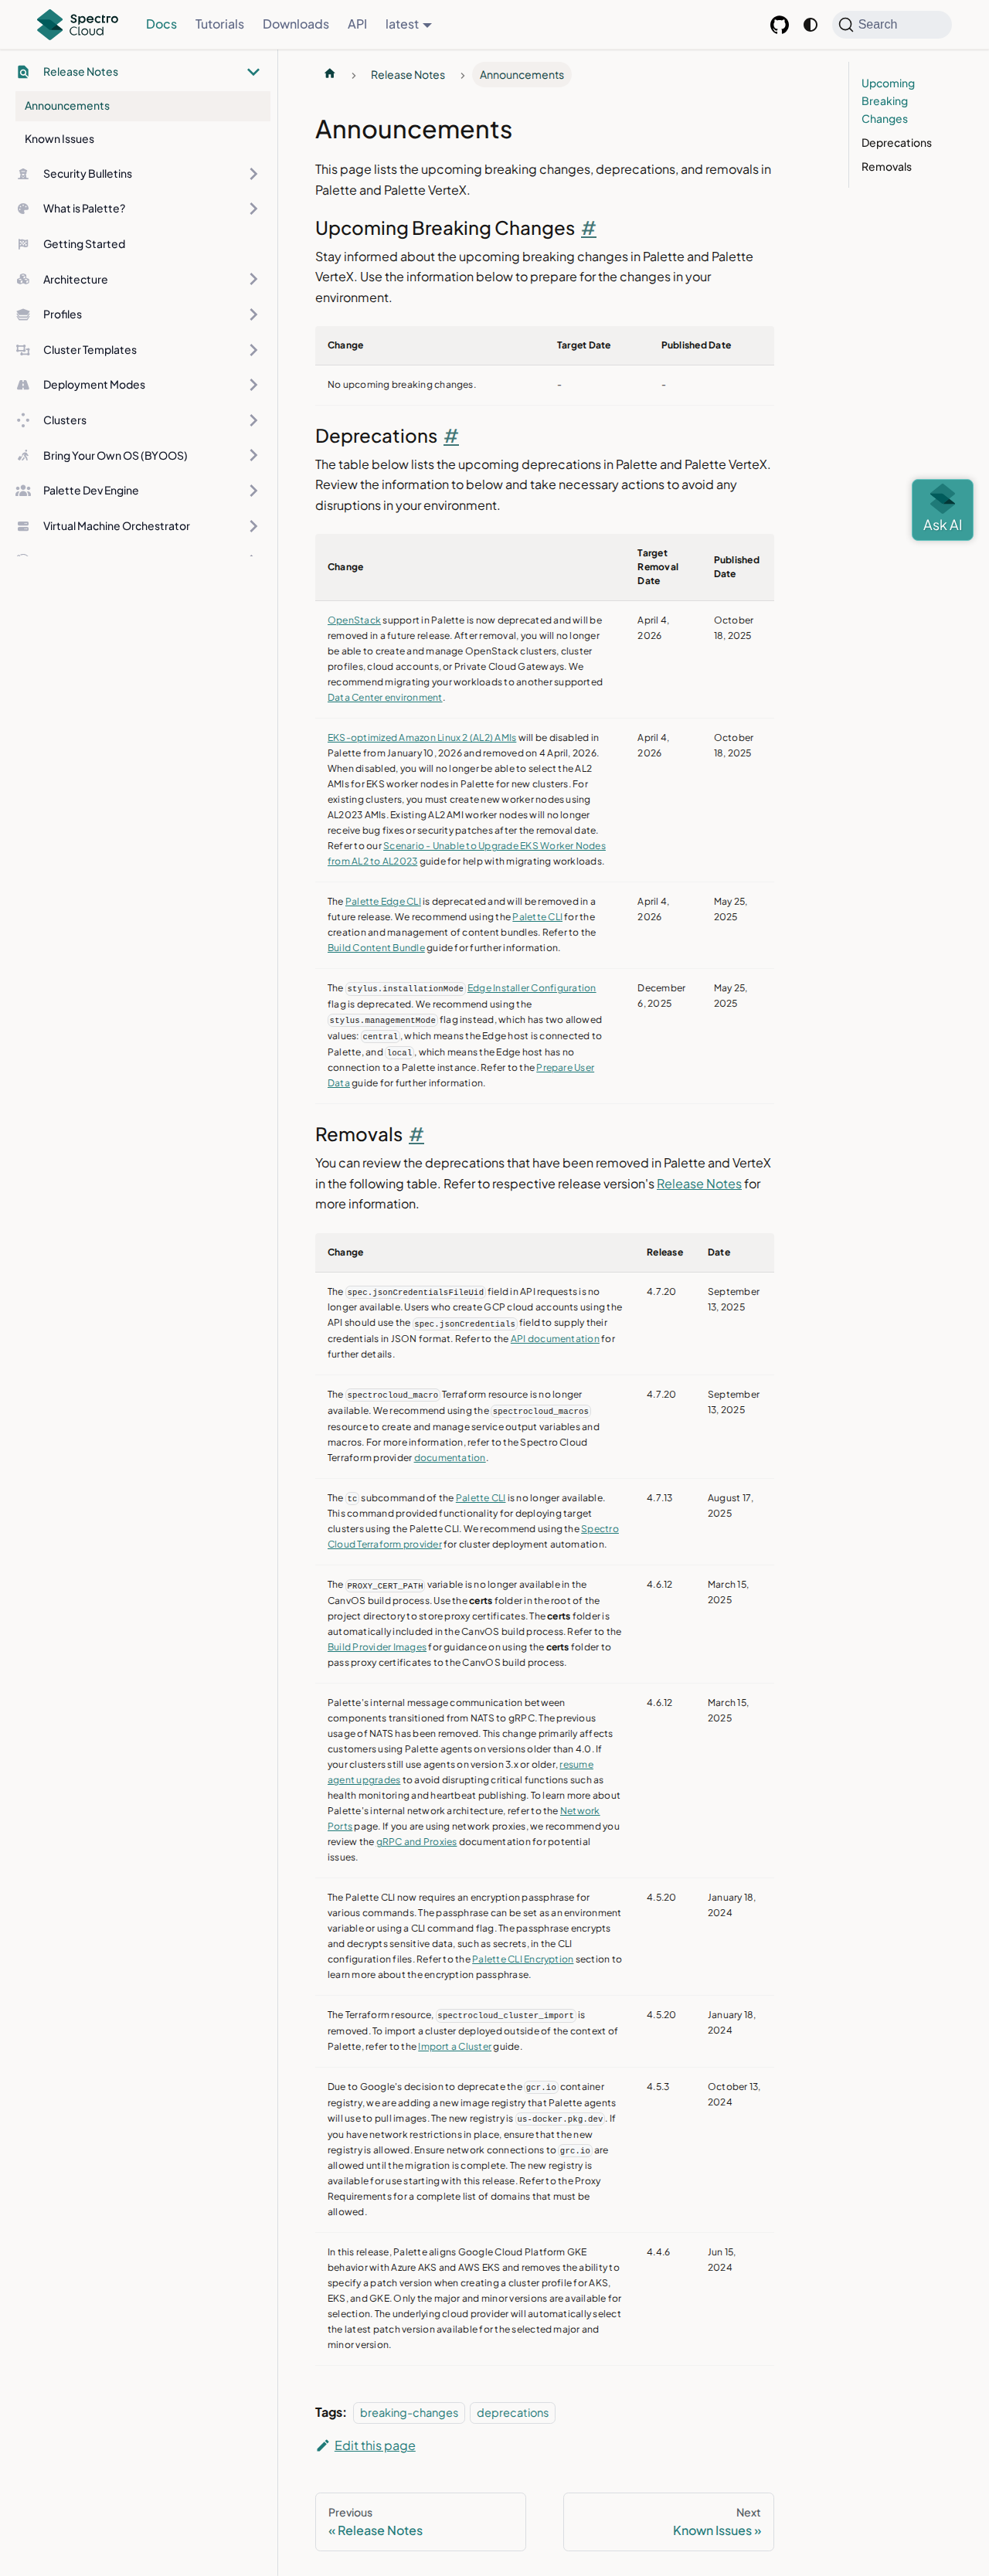 Spectro Cloud
Docs
Tutorials
Downloads
API
latest
Search
Release Notes
Announcements
Known Issues
Security Bulletins
What is Palette?
Getting Started
Architecture
Profiles
Cluster Templates
Deployment Modes
Clusters
Bring Your Own OS (BYOOS)
Palette Dev Engine
Virtual Machine Orchestrator
Release Notes
Announcements
Upcoming
Breaking
Changes
Deprecations
Removals
Announcements
This page lists the upcoming breaking changes, deprecations, and removals in
Palette and Palette VerteX.
Upcoming Breaking Changes #
Stay informed about the upcoming breaking changes in Palette and Palette
VerteX. Use the information below to prepare for the changes in your
environment.
Change Target Date Published Date
No upcoming breaking changes. - -
Deprecations #
The table below lists the upcoming deprecations in Palette and Palette VerteX.
Review the information to below and take necessary actions to avoid any
disruptions in your environment.
Ask AI
Change
Target
Removal
Date
Published
Date
OpenStack support in Palette is now deprecated and will be
removed in a future release. After removal, you will no longer
be able to create and manage OpenStack clusters, cluster
profiles, cloud accounts, or Private Cloud Gateways. We
recommend migrating your workloads to another supported
Data Center environment.
April 4,
2026
October
18, 2025
EKS-optimized Amazon Linux 2 (AL2) AMIs will be disabled in
Palette from January 10, 2026 and removed on 4 April, 2026.
When disabled, you will no longer be able to select the AL2
AMIs for EKS worker nodes in Palette for new clusters. For
existing clusters, you must create new worker nodes using
AL2023 AMIs. Existing AL2 AMI worker nodes will no longer
receive bug fixes or security patches after the removal date.
Refer to our Scenario - Unable to Upgrade EKS Worker Nodes
from AL2 to AL2023 guide for help with migrating workloads.
April 4,
2026
October
18, 2025
The Palette Edge CLI is deprecated and will be removed in a
future release. We recommend using the Palette CLI for the
creation and management of content bundles. Refer to the
Build Content Bundle guide for further information.
April 4,
2026
May 25,
2025
The stylus.installationMode Edge Installer Configuration
flag is deprecated. We recommend using the
stylus.managementMode flag instead, which has two allowed
values: central, which means the Edge host is connected to
Palette, and local, which means the Edge host has no
connection to a Palette instance. Refer to the Prepare User
Data guide for further information.
December
6, 2025
May 25,
2025
Removals #
You can review the deprecations that have been removed in Palette and VerteX
in the following table. Refer to respective release version's Release Notes for
more information.
Change Release Date
The spec.jsonCredentialsFileUid field in API requests is no
longer available. Users who create GCP cloud accounts using the
API should use the spec.jsonCredentials field to supply their
credentials in JSON format. Refer to the API documentation for
further details.
4.7.20
September
13, 2025
The spectrocloud_macro Terraform resource is no longer
available. We recommend using the spectrocloud_macros
resource to create and manage service output variables and
macros. For more information, refer to the Spectro Cloud
Terraform provider documentation.
4.7.20
September
13, 2025
The tc subcommand of the Palette CLI is no longer available.
This command provided functionality for deploying target
clusters using the Palette CLI. We recommend using the Spectro
Cloud Terraform provider for cluster deployment automation.
4.7.13
August 17,
2025
The PROXY_CERT_PATH variable is no longer available in the
CanvOS build process. Use the certs folder in the root of the
project directory to store proxy certificates. The certs folder is
automatically included in the CanvOS build process. Refer to the
Build Provider Images for guidance on using the certs folder to
pass proxy certificates to the CanvOS build process.
4.6.12
March 15,
2025
Palette's internal message communication between
components transitioned from NATS to gRPC. The previous
usage of NATS has been removed. This change primarily affects
customers using Palette agents on versions older than 4.0. If
your clusters still use agents on version 3.x or older, resume
agent upgrades to avoid disrupting critical functions such as
health monitoring and heartbeat publishing. To learn more about
Palette's internal network architecture, refer to the Network
Ports page. If you are using network proxies, we recommend you
review the gRPC and Proxies documentation for potential
issues.
4.6.12
March 15,
2025
The Palette CLI now requires an encryption passphrase for
various commands. The passphrase can be set as an environment
variable or using a CLI command flag. The passphrase encrypts
and decrypts sensitive data, such as secrets, in the CLI
configuration files. Refer to the Palette CLI Encryption section to
learn more about the encryption passphrase.
4.5.20
January 18,
2024
The Terraform resource, spectrocloud_cluster_import is
removed. To import a cluster deployed outside of the context of
Palette, refer to the Import a Cluster guide.
4.5.20
January 18,
2024
Due to Google's decision to deprecate the gcr.io container
registry, we are adding a new image registry that Palette agents
will use to pull images. The new registry is us-docker.pkg.dev. If
you have network restrictions in place, ensure that the new
registry is allowed. Ensure network connections to grc.io are
allowed until the migration is complete. The new registry is
available for use starting with this release. Refer to the Proxy
Requirements for a complete list of domains that must be
allowed.
4.5.3
October 13,
2024
In this release, Palette aligns Google Cloud Platform GKE
behavior with Azure AKS and AWS EKS and removes the ability to
specify a patch version when creating a cluster profile for AKS,
EKS, and GKE. Only the major and minor versions are available for
selection. The underlying cloud provider will automatically select
the latest patch version available for the selected major and
minor version.
4.4.6
Jun 15,
2024
Tags: breaking-changes deprecations
Edit this page
Previous
« Release Notes
Next
Known Issues »